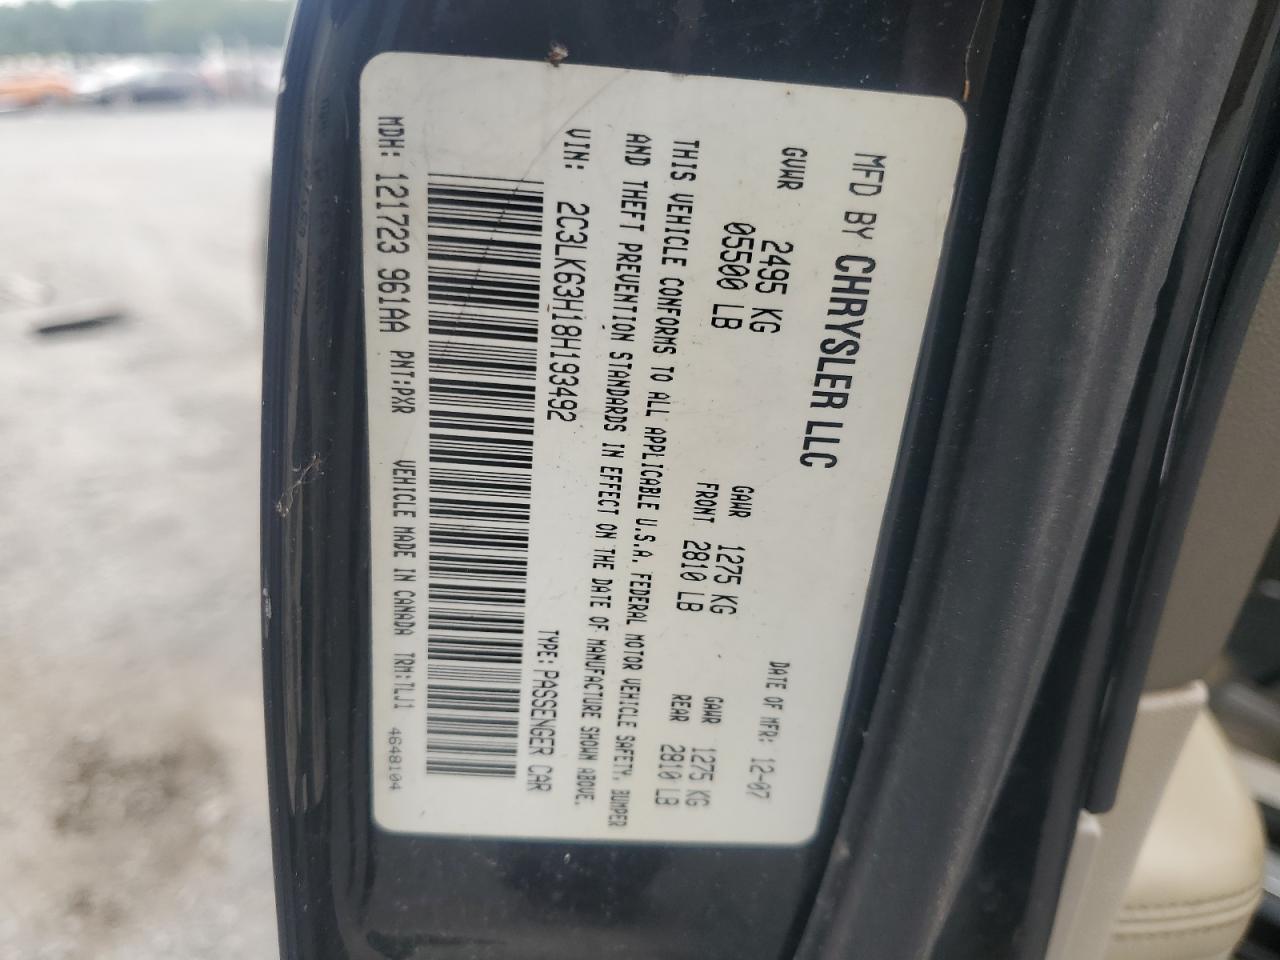 MFD BY CHRYSLER LLC
DATE OF MFR: 12-07
GVWR 2495 KG
05500 LB
GAWR FRONT 1275 KG
2810 LB
GAWR REAR 1275 KG
2810 LB
THIS VEHICLE CONFORMS TO ALL APPLICABLE U.S.A. FEDERAL MOTOR VEHICLE SAFETY, BUMPER
AND THEFT PREVENTION STANDARDS IN EFFECT ON THE DATE OF MANUFACTURE SHOWN ABOVE.
VIN: 2C3LK63H18H193492
TYPE: PASSENGER CAR
MDH: 121723 961AA PNT:PXR VEHICLE MADE IN CANADA TRM:TLJ1 4648104